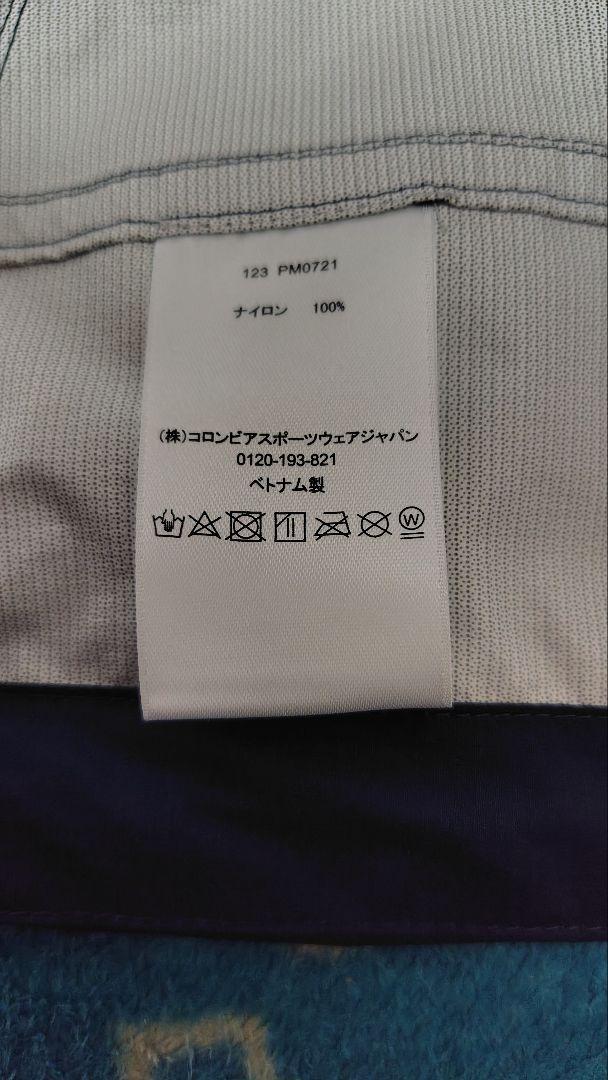 123 PM0721
ナイロン 100%
(株)コロンビアスポーツウェアジャパン
0120-193-821
ベトナム製
W